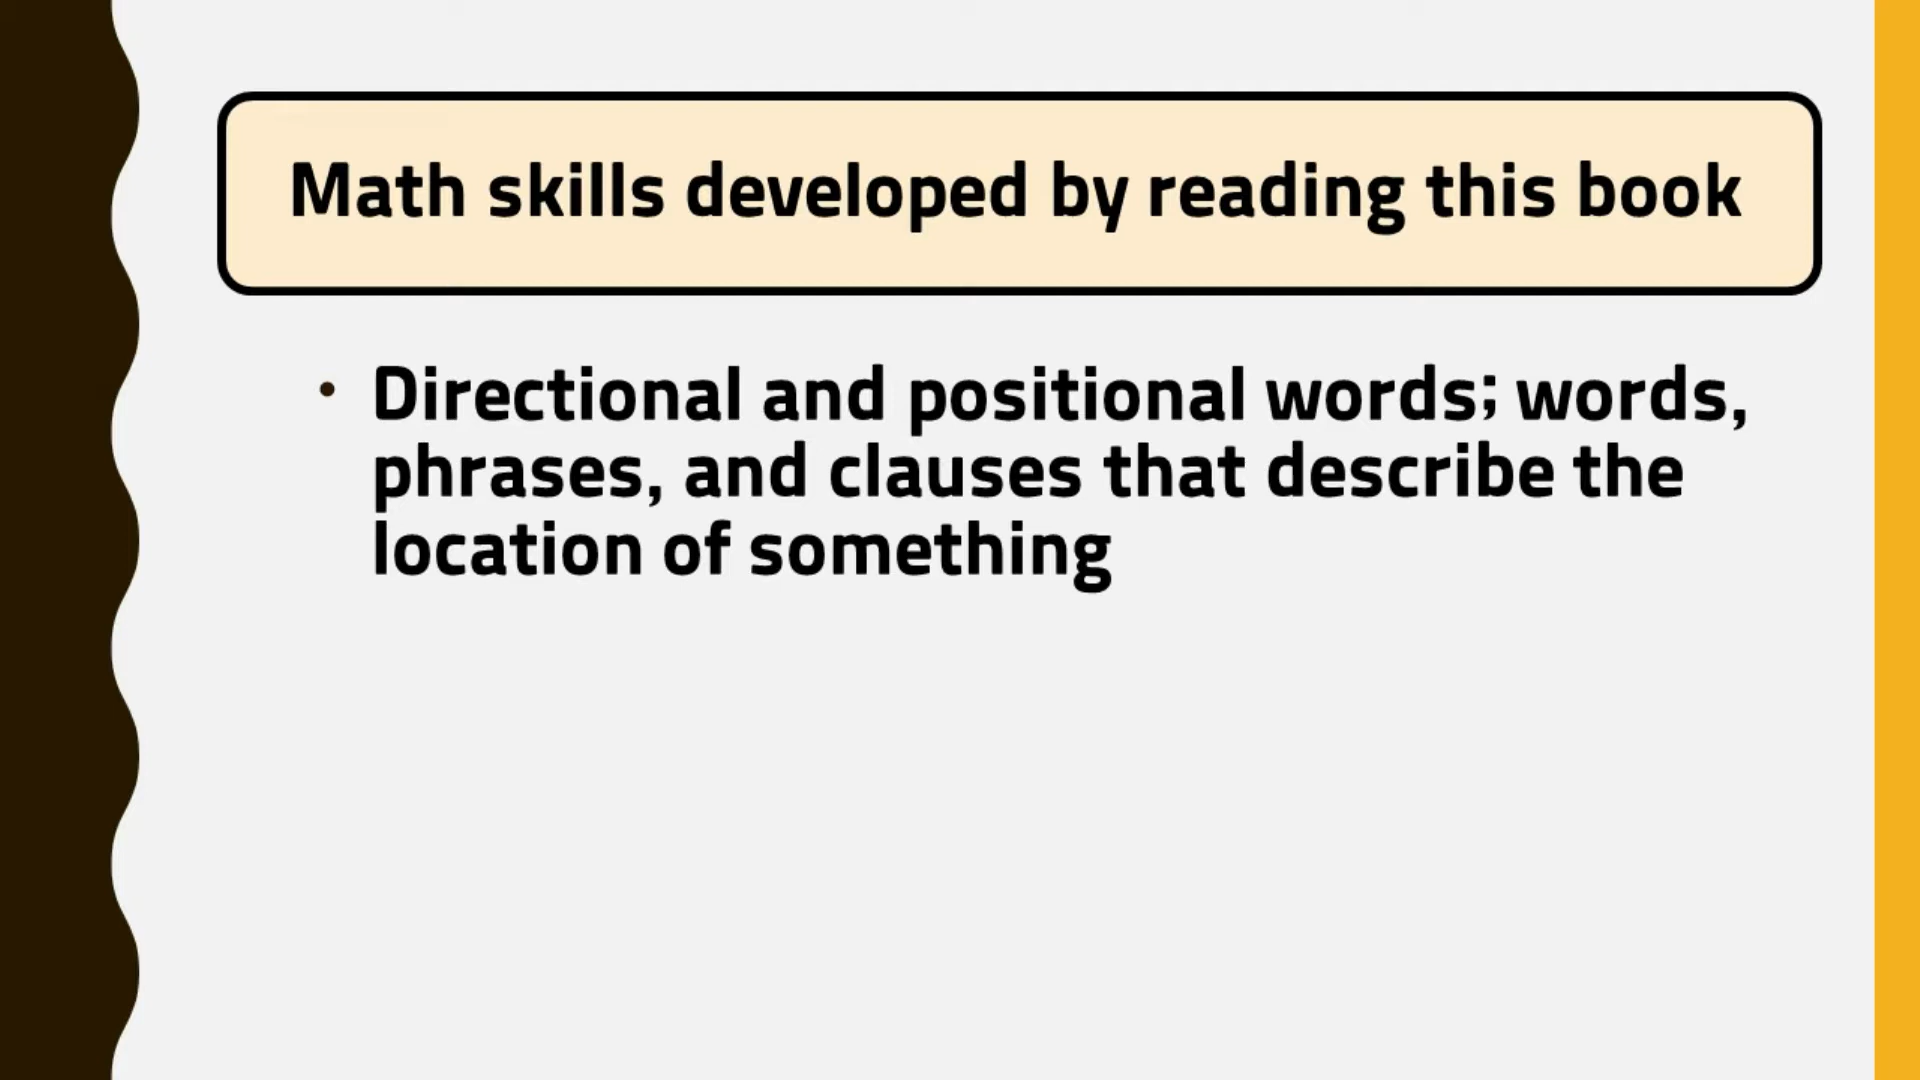 Math skills developed by reading this book
• Directional and positional words; words,
phrases, and clauses that describe the
location of something